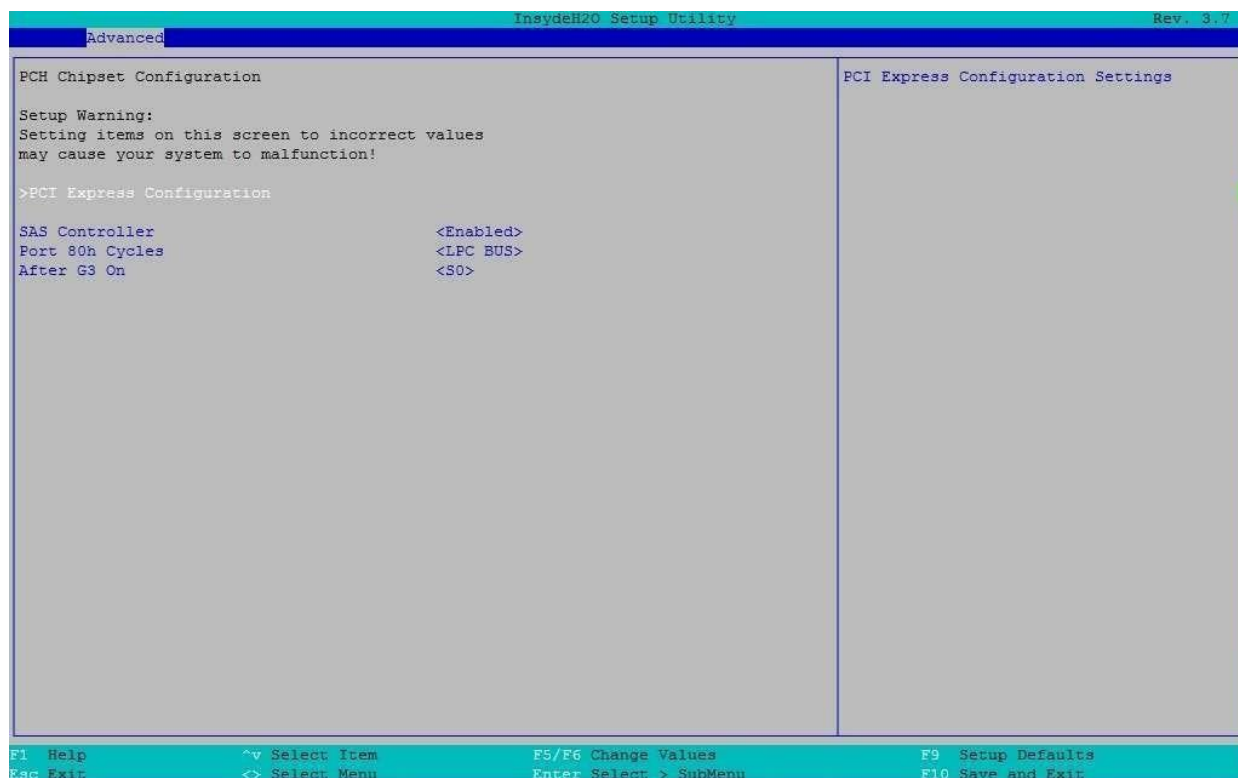 InsydeH2O Setup Utility Rev. 3.7
Advanced
PCH Chipset Configuration PCI Express Configuration Settings
Setup Warning:
Setting items on this screen to incorrect values
may cause your system to malfunction!
>PCI Express Configuration
SAS Controller <Enabled>
Port 80h Cycles <LPC BUS>
After G3 On <S0>
F1 Help ^v Select Item F5/F6 Change Values F9 Setup Defaults
Esc Exit <> Select Menu Enter Select > SubMenu F10 Save and Exit